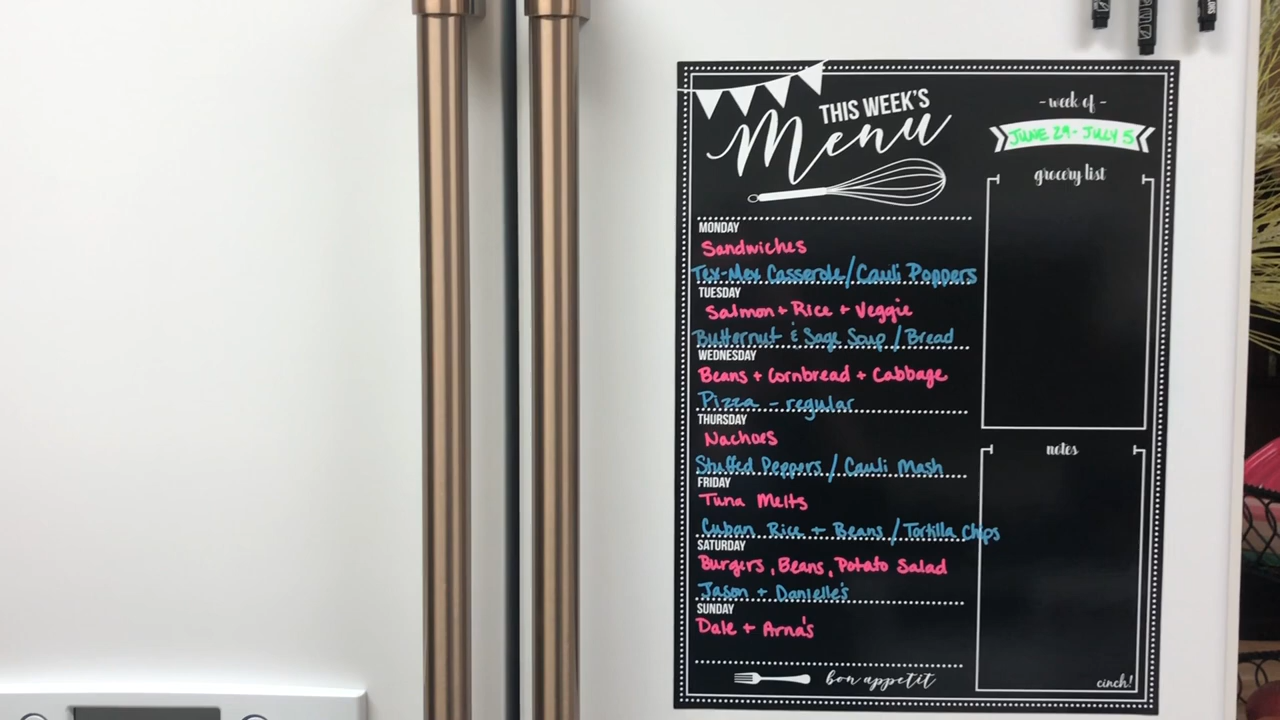 THIS WEEK'S
Menu
- week of -
JUNE 29 - JULY 5
grocery list
MONDAY
Sandwiches
Tex-Mex Casserole/Cauli Poppers
TUESDAY
Salmon + Rice + Veggie
Butternut & Sage Soup / Bread
WEDNESDAY
Beans + Cornbread + Cabbage
Pizza - regular
THURSDAY
Nachoes
Stuffed Peppers / Cauli Mash
FRIDAY
Tuna Melts
Cuban Rice + Beans / Tortilla Chips
SATURDAY
Burgers, Beans, Potato Salad
Jason + Danielle's
SUNDAY
Dale + Arna's
bon appetit
notes
cinch!